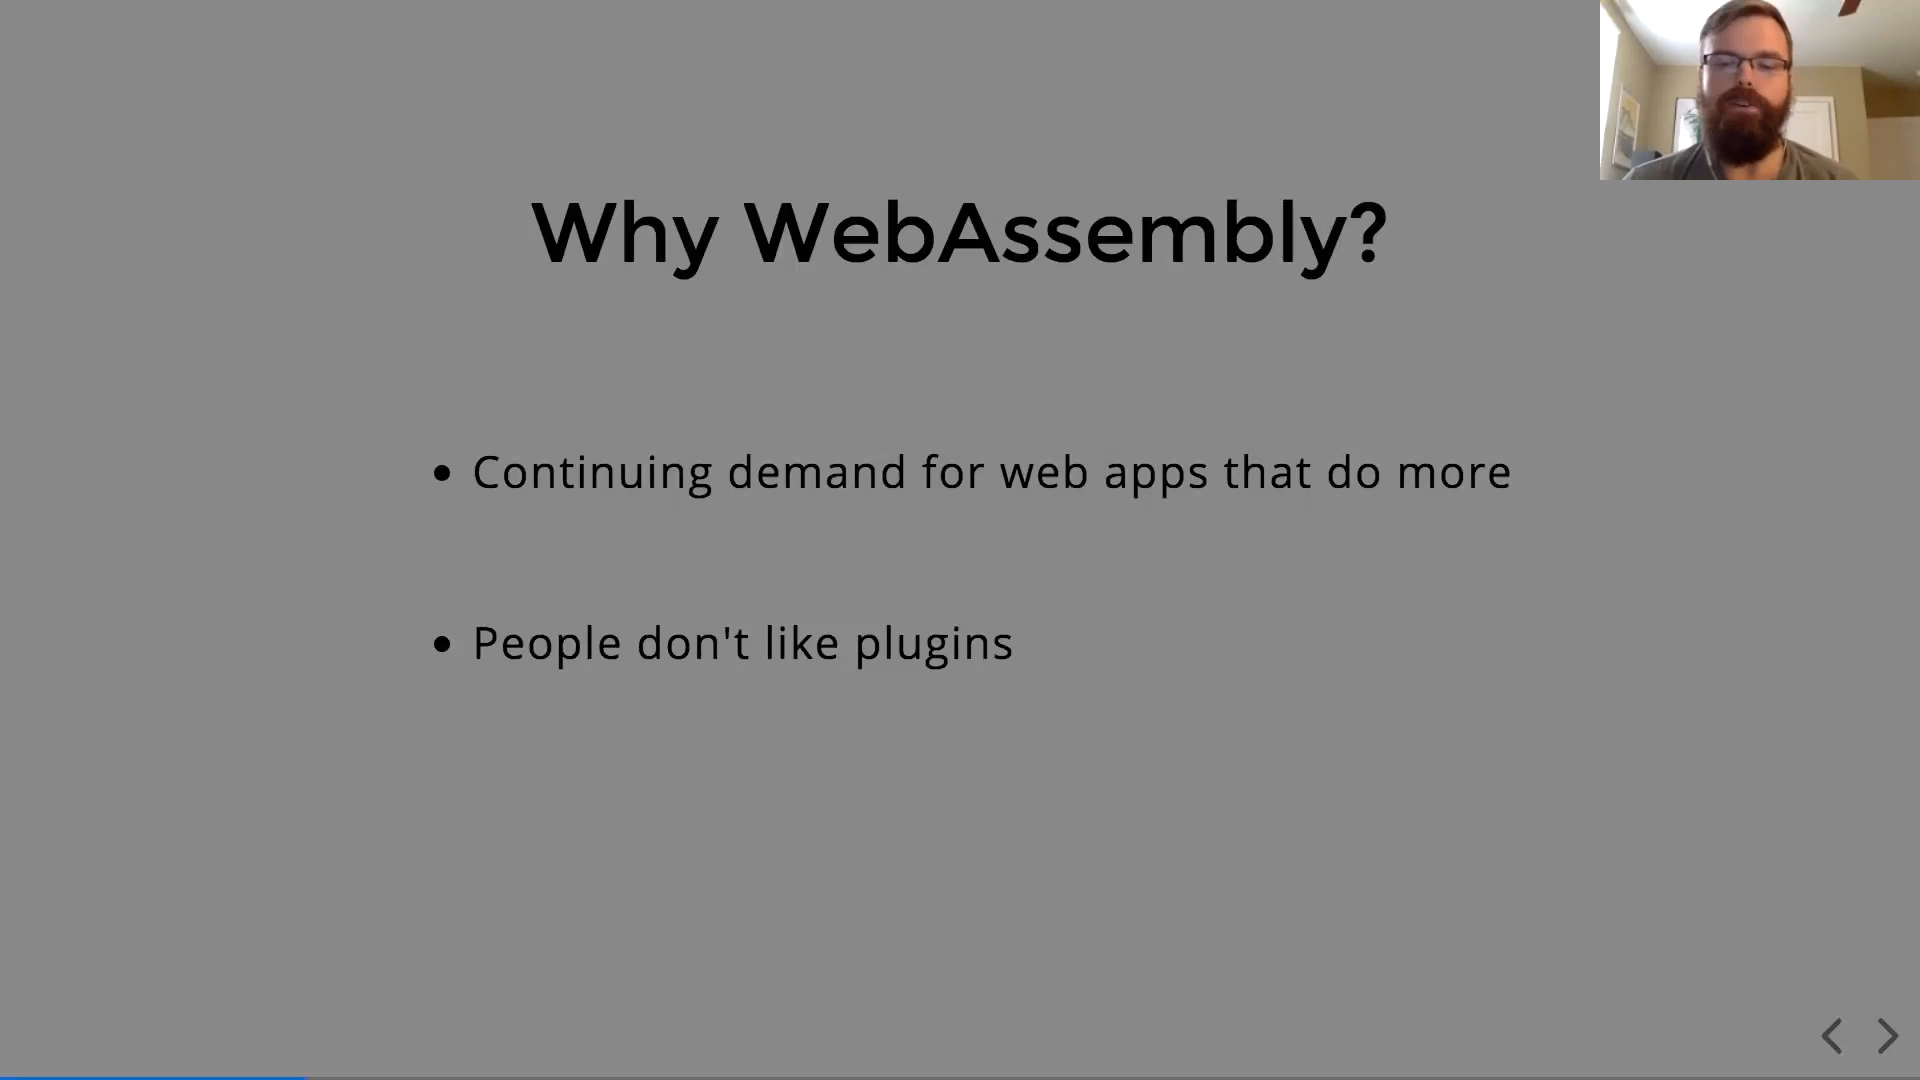 Why WebAssembly?
Continuing demand for web apps that do more
People don't like plugins